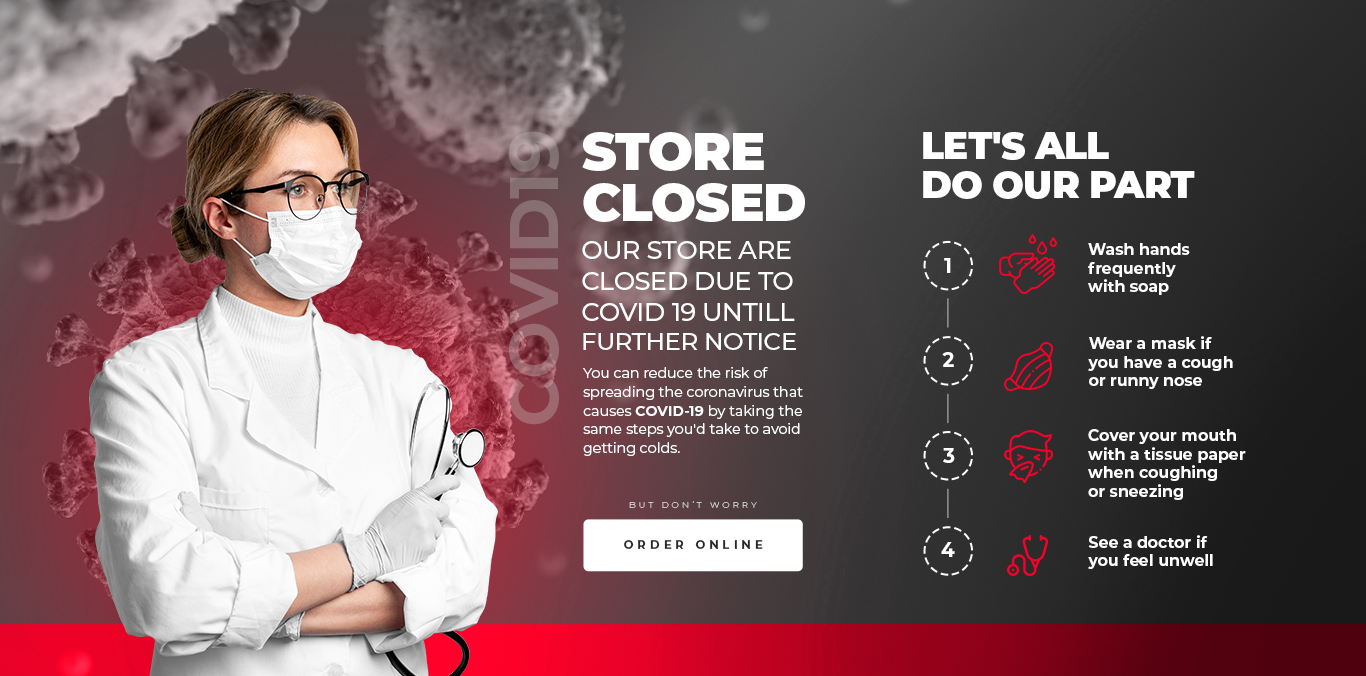 COVID19
STORE
CLOSED
OUR STORE ARE
CLOSED DUE TO
COVID 19 UNTILL
FURTHER NOTICE
You can reduce the risk of
spreading the coronavirus that
causes COVID-19 by taking the
same steps you'd take to avoid
getting colds.
BUT DON'T WORRY
ORDER ONLINE
LET'S ALL
DO OUR PART
1
Wash hands
frequently
with soap
2
Wear a mask if
you have a cough
or runny nose
3
Cover your mouth
with a tissue paper
when coughing
or sneezing
4
See a doctor if
you feel unwell